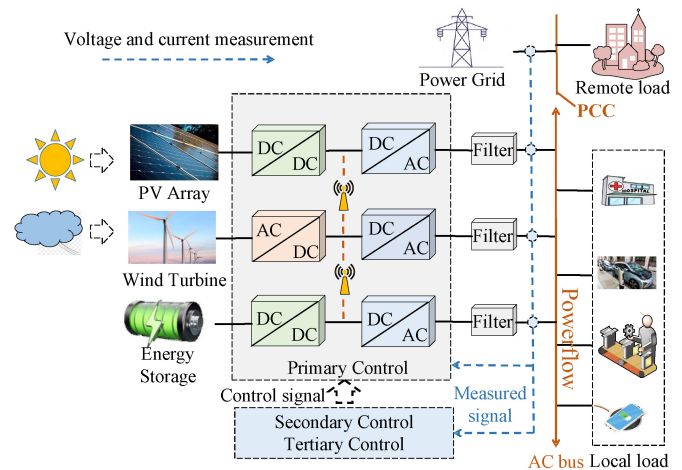 Voltage and current measurement
Power Grid
Remote load
PCC
DC
DC
DC
AC
Filter
PV Array
HOSPITAL
AC
DC
DC
AC
Filter
Wind Turbine
DC
DC
DC
AC
Filter
Powerflow
Energy
Storage
Primary Control
Control signal
Measured
signal
Secondary Control
Tertiary Control
AC bus
Local load